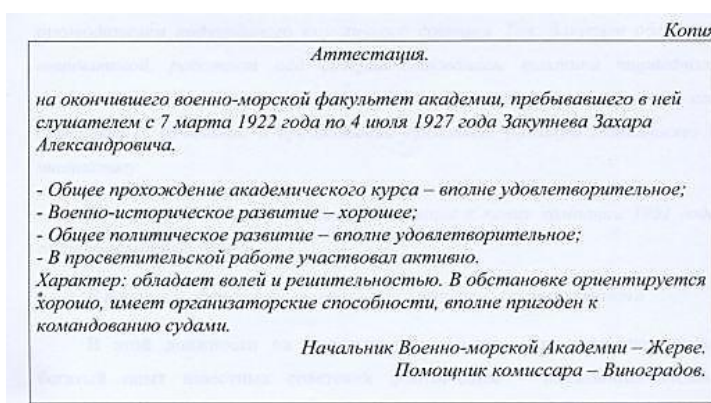 Копия
Аттестация.
на окончившего военно-морской факультет академии, пребывавшего в ней
слушателем с 7 марта 1922 года по 4 июля 1927 года Закупнева Захара
Александровича.
- Общее прохождение академического курса – вполне удовлетворительное;
- Военно-историческое развитие – хорошее;
- Общее политическое развитие – вполне удовлетворительное;
- В просветительской работе участвовал активно.
Характер: обладает волей и решительностью. В обстановке ориентируется
хорошо, имеет организаторские способности, вполне пригоден к
командованию судами.
Начальник Военно-морской Академии – Жерве.
Помощник комиссара – Виноградов.